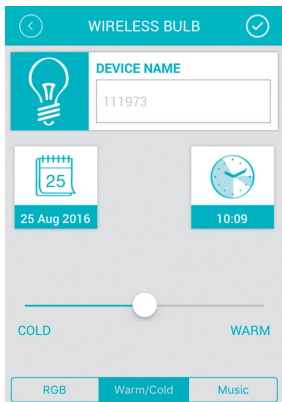 WIRELESS BULB
DEVICE NAME
111973
25
25 Aug 2016
10:09
COLD WARM
RGB Warm/Cold Music